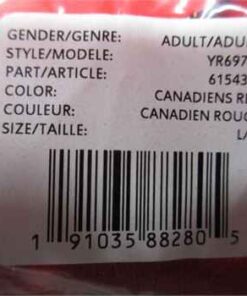 GENDER/GENRE: ADULT/ADU
STYLE/MODELE: YR697
PART/ARTICLE: 61543
COLOR: CANADIENS R
COULEUR: CANADIEN ROUG
SIZE/TAILLE: L/
1 91035 88280 5